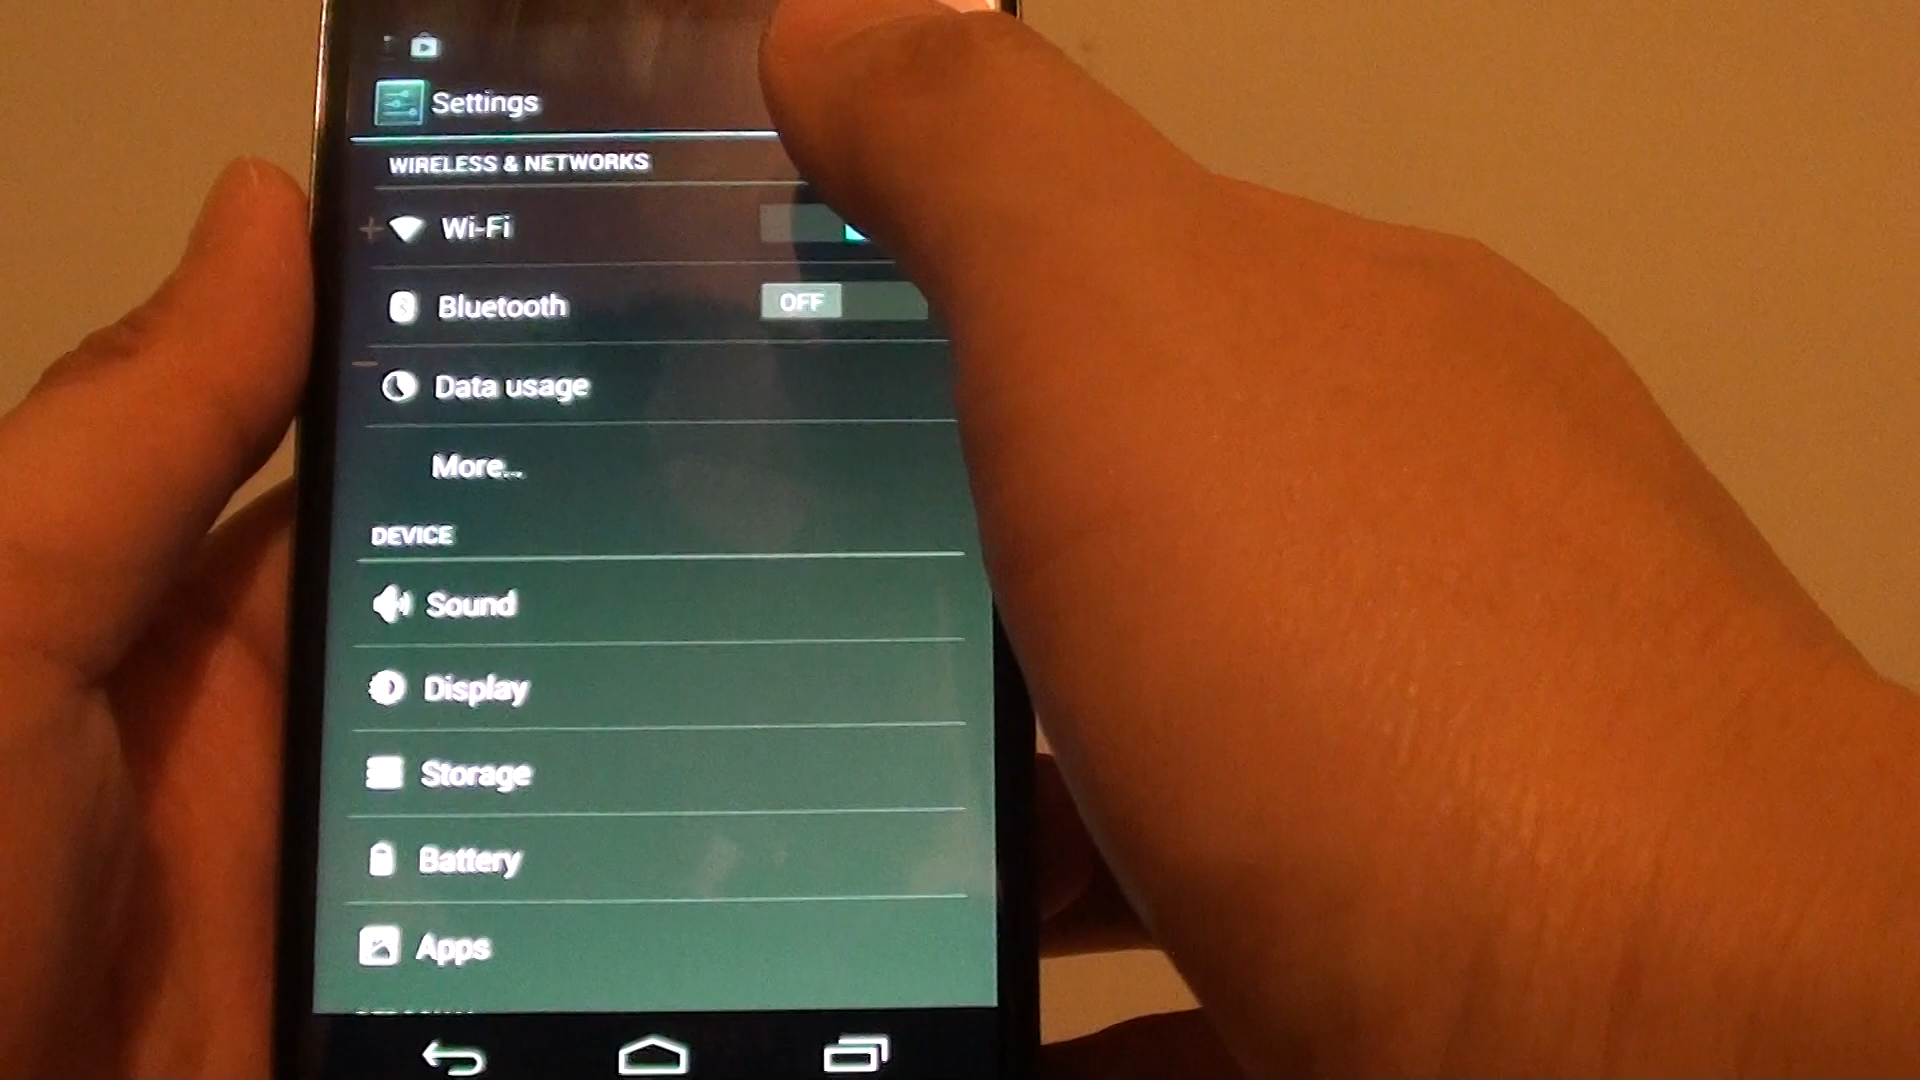 Settings
WIRELESS & NETWORKS
Wi-Fi
Bluetooth OFF
Data usage
More...
DEVICE
Sound
Display
Storage
Battery
Apps